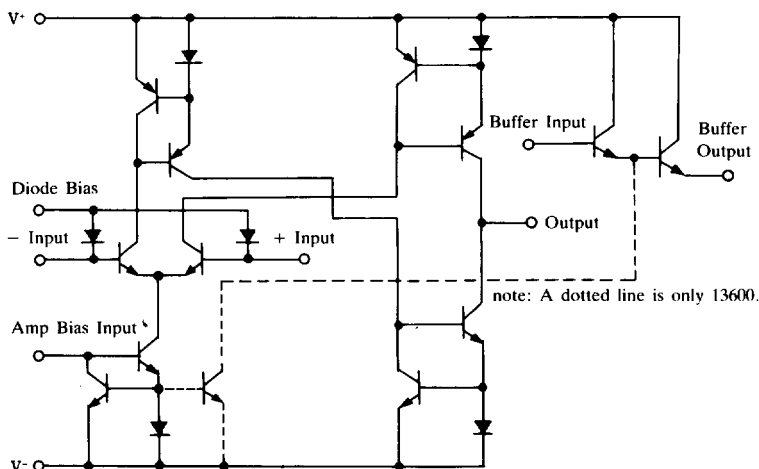 V+
Buffer Input
Buffer
Output
Diode Bias
− Input
+ Input
Output
note: A dotted line is only 13600.
Amp Bias Input
V−